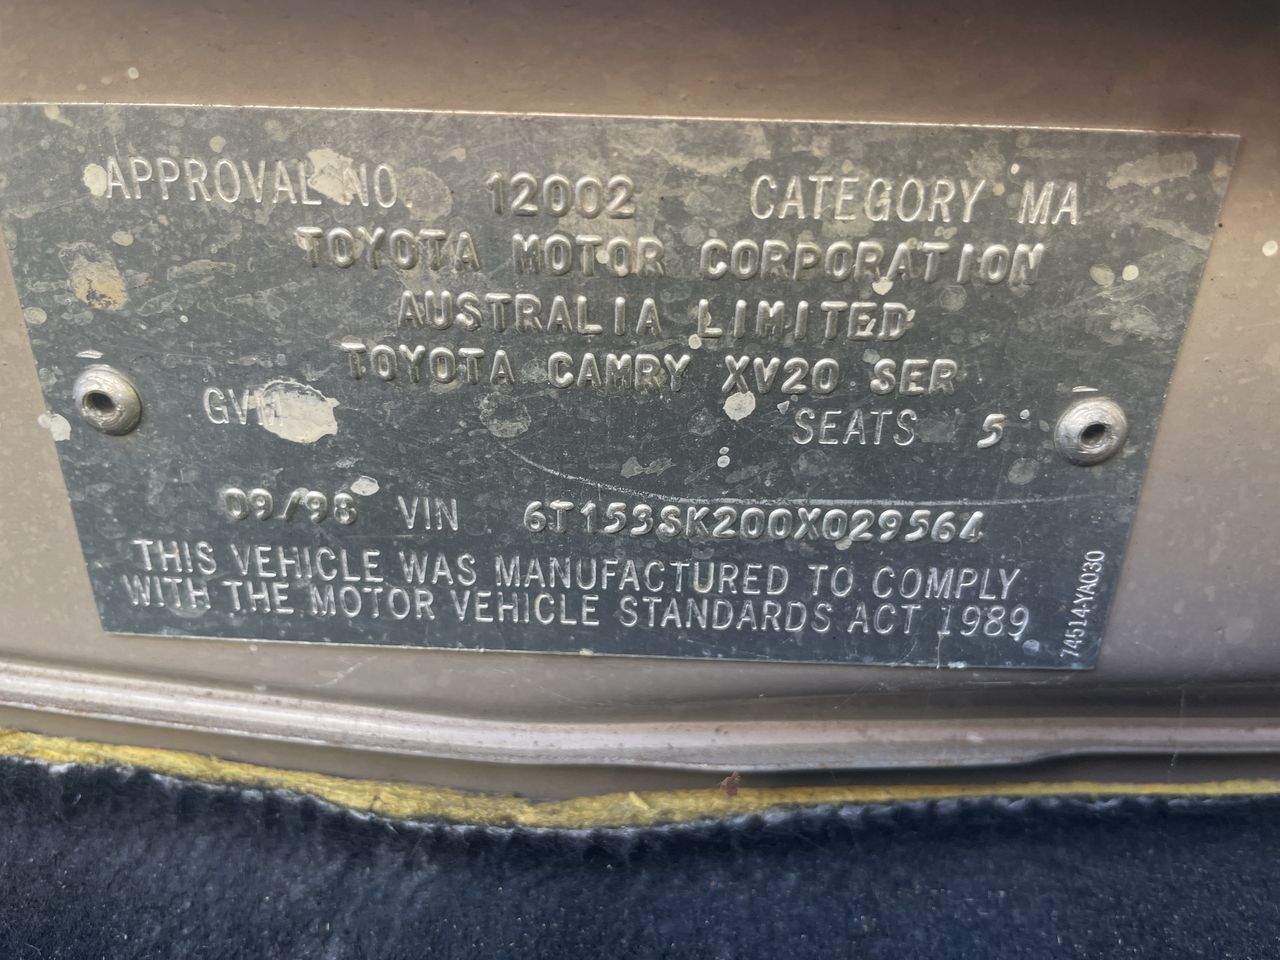 APPROVAL NO. 12002 CATEGORY MA
TOYOTA MOTOR CORPORATION
AUSTRALIA LIMITED
TOYOTA CAMRY XV20 SER
GVM SEATS 5
09/98 VIN 6T153SK200X029564
THIS VEHICLE WAS MANUFACTURED TO COMPLY
WITH THE MOTOR VEHICLE STANDARDS ACT 1989
74514-YA030